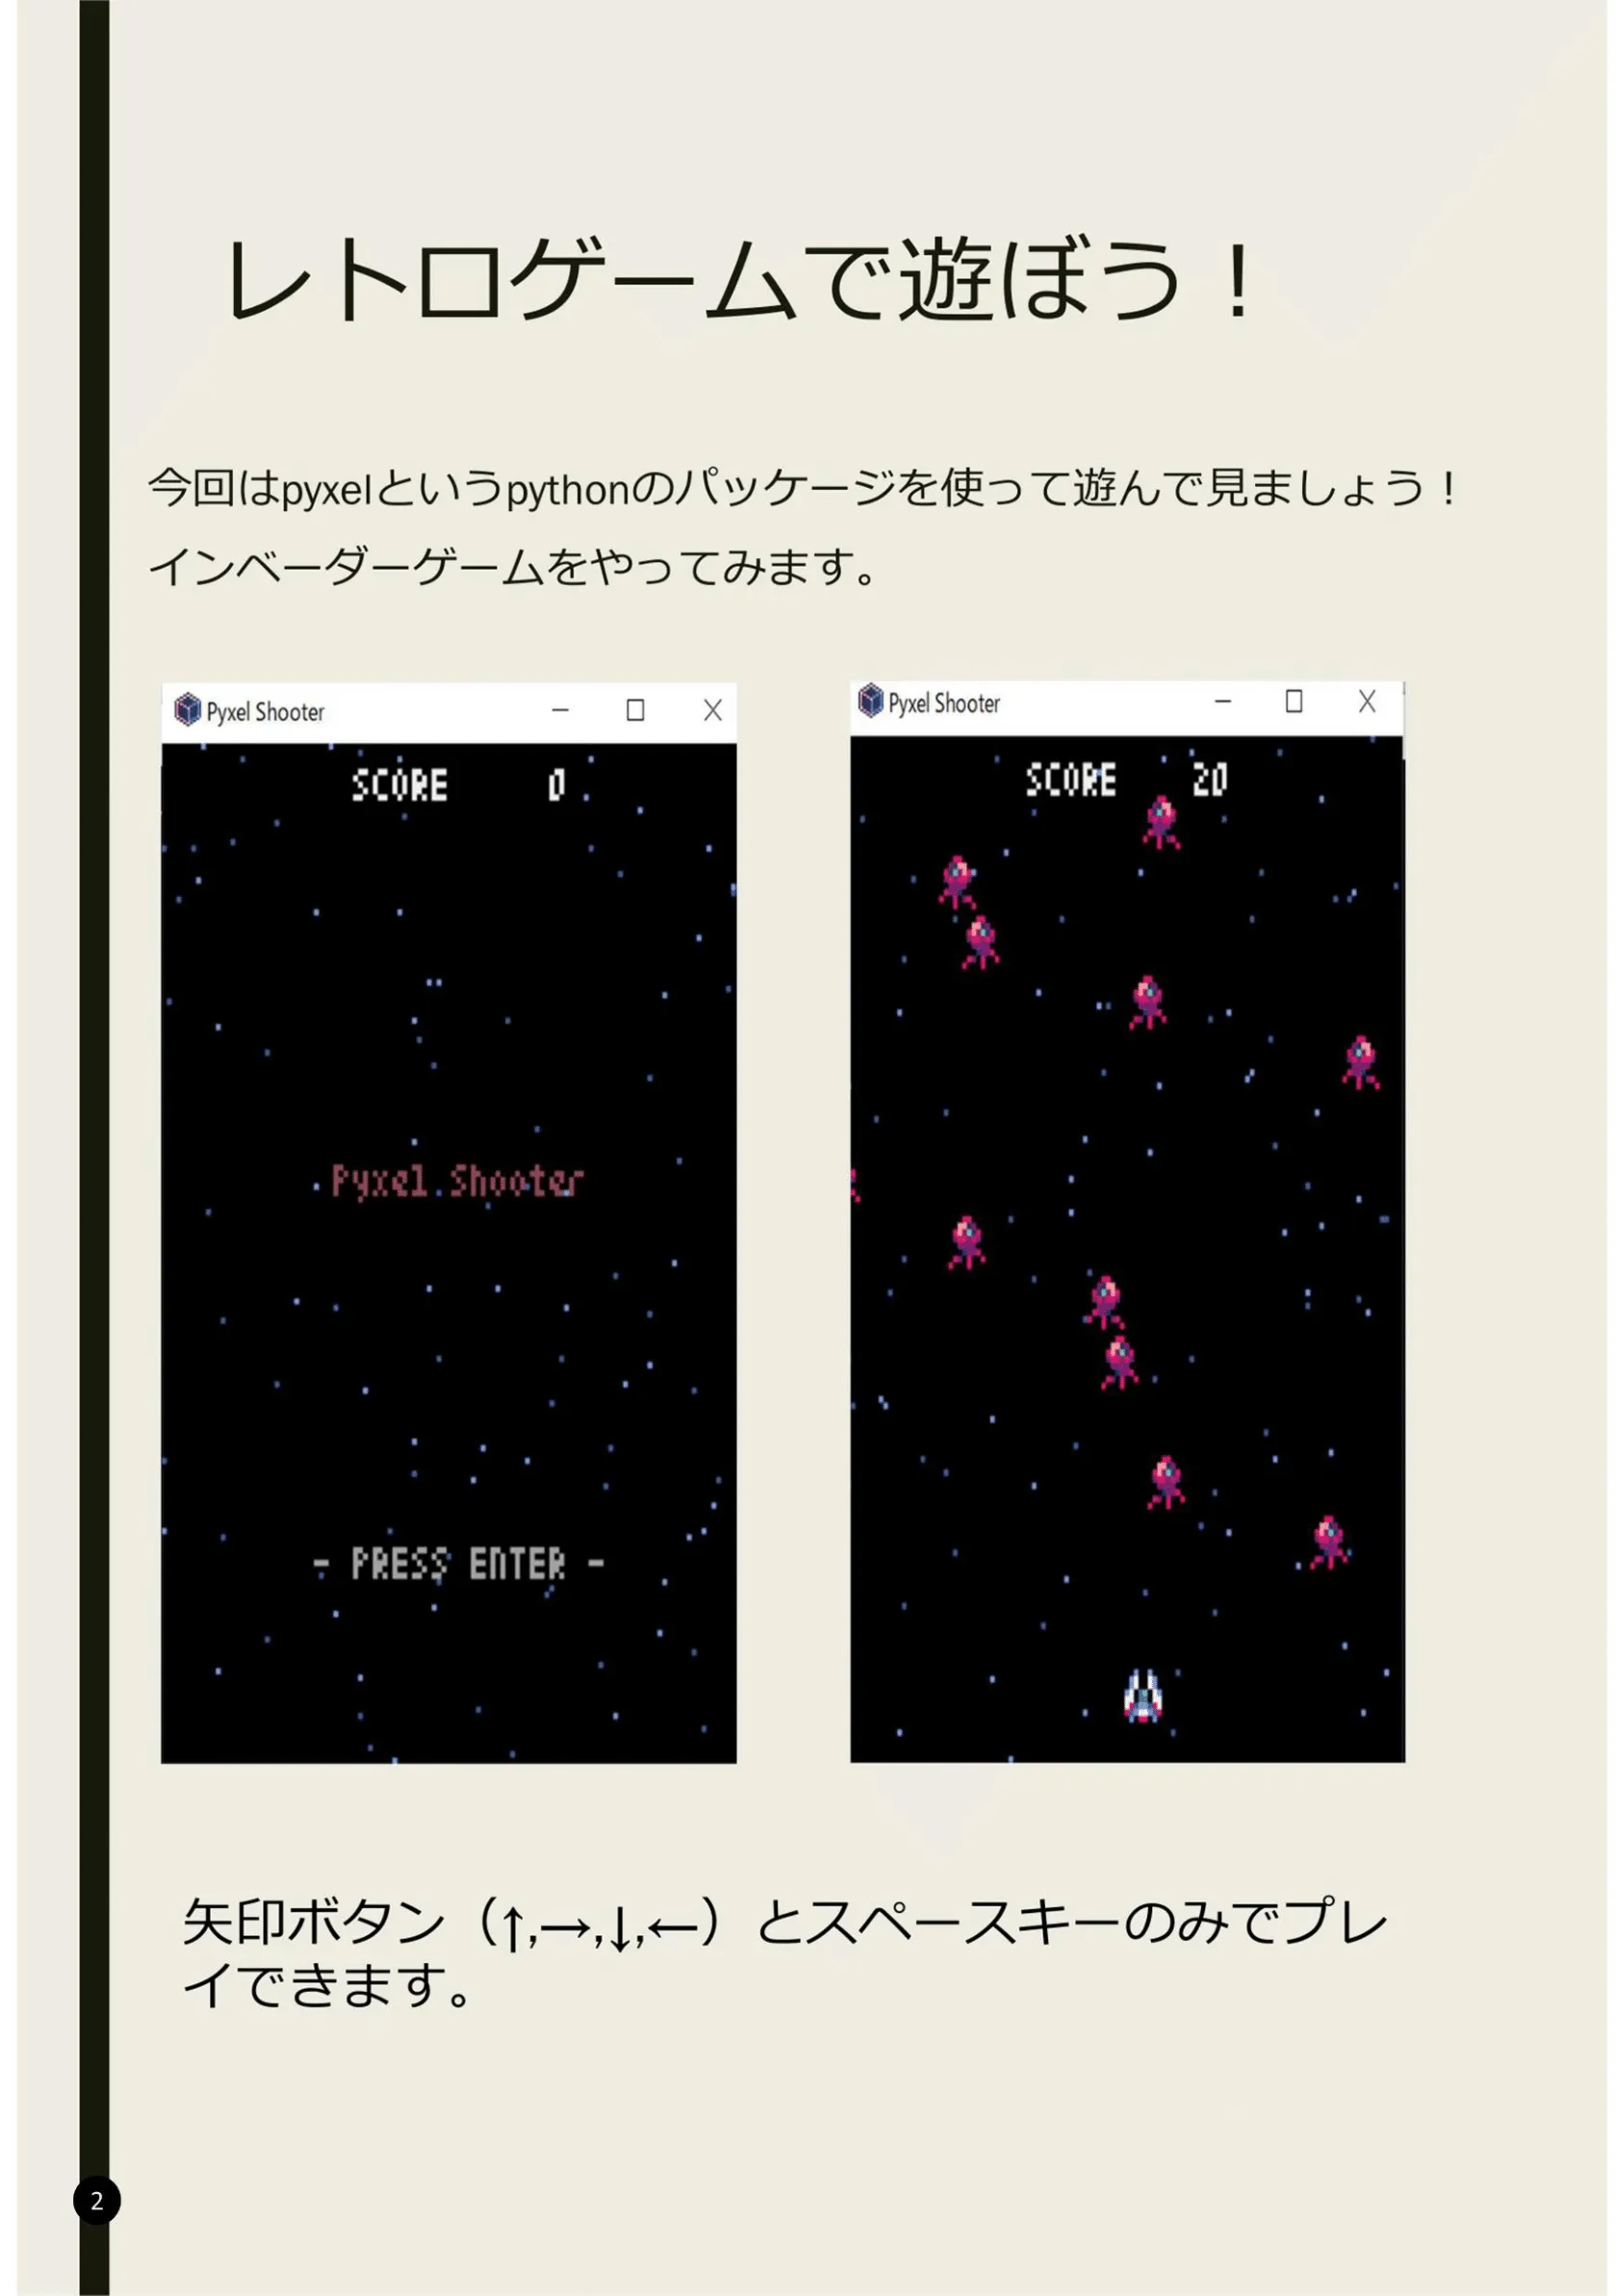 レトロゲームで遊ぼう！
今回はpyxelというpythonのパッケージを使って遊んで見ましょう！
インベーダーゲームをやってみます。
Pyxel Shooter
SCORE 0
Pyxel Shooter
- PRESS ENTER -
Pyxel Shooter
SCORE 20
矢印ボタン（↑,→,↓,←）とスペースキーのみでプレ
イできます。
2